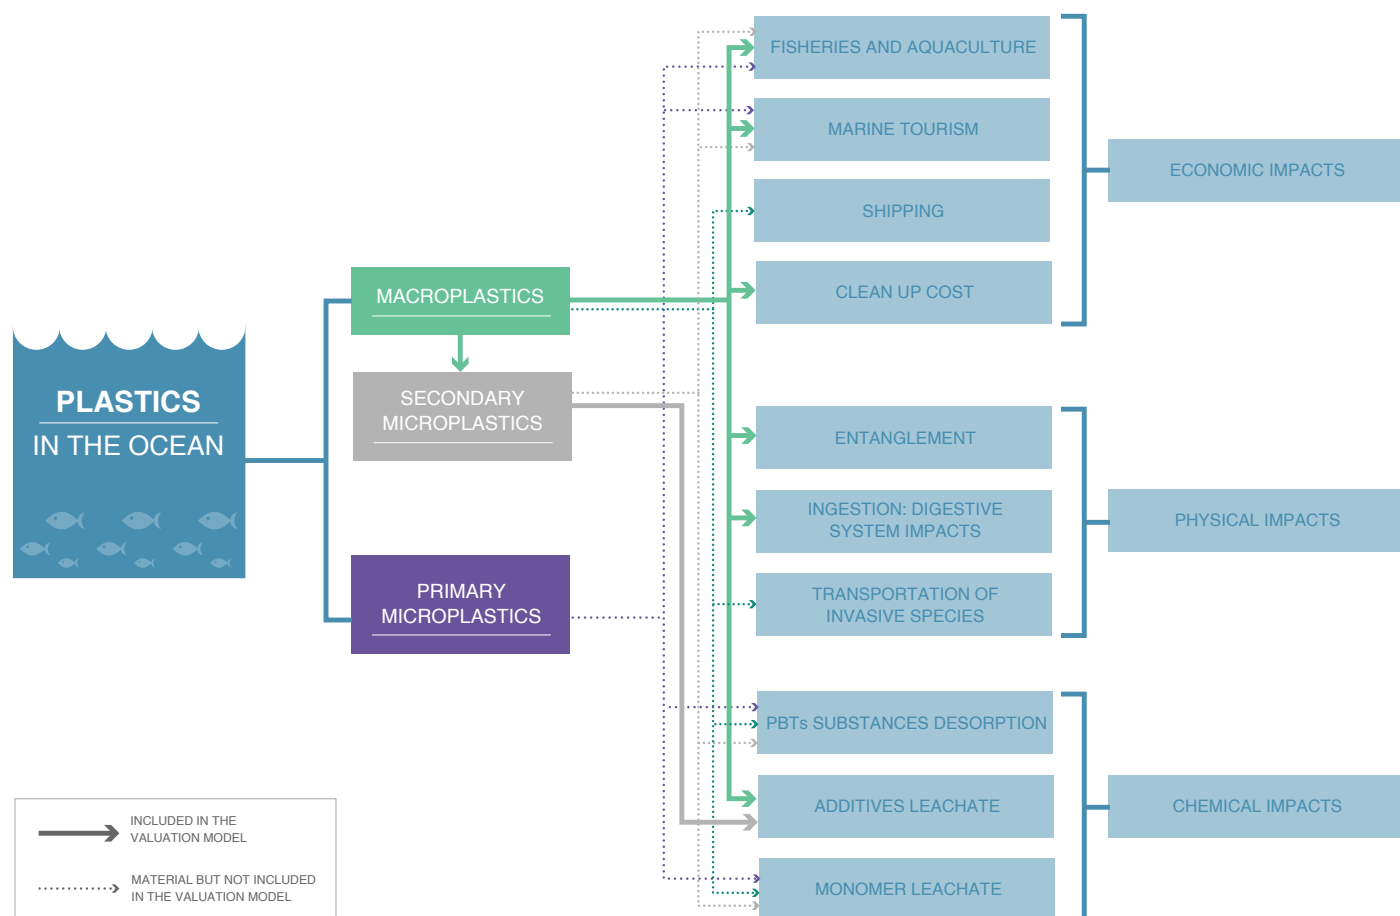 PLASTICS
IN THE OCEAN
MACROPLASTICS
SECONDARY
MICROPLASTICS
PRIMARY
MICROPLASTICS
FISHERIES AND AQUACULTURE
MARINE TOURISM
SHIPPING
CLEAN UP COST
ECONOMIC IMPACTS
ENTANGLEMENT
INGESTION: DIGESTIVE
SYSTEM IMPACTS
TRANSPORTATION OF
INVASIVE SPECIES
PHYSICAL IMPACTS
PBTs SUBSTANCES DESORPTION
ADDITIVES LEACHATE
MONOMER LEACHATE
CHEMICAL IMPACTS
INCLUDED IN THE
VALUATION MODEL
MATERIAL BUT NOT INCLUDED
IN THE VALUATION MODEL